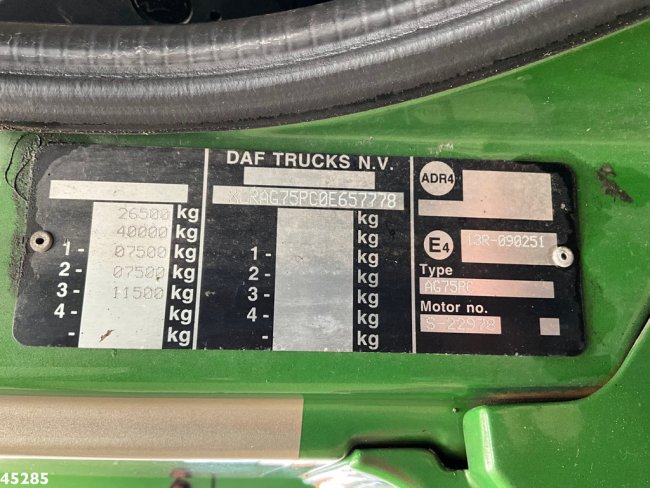 DAF TRUCKS N.V.
XLRAG75PC0E657778
26500 kg
40000 kg
1- 07500 kg
2- 07500 kg
3- 11500 kg
4- kg
- kg
kg
kg
1- kg
2- kg
3- kg
4- kg
- kg
ADR4
E4 13R-090251
Type
AG75PC
Motor no.
S-22978
45285